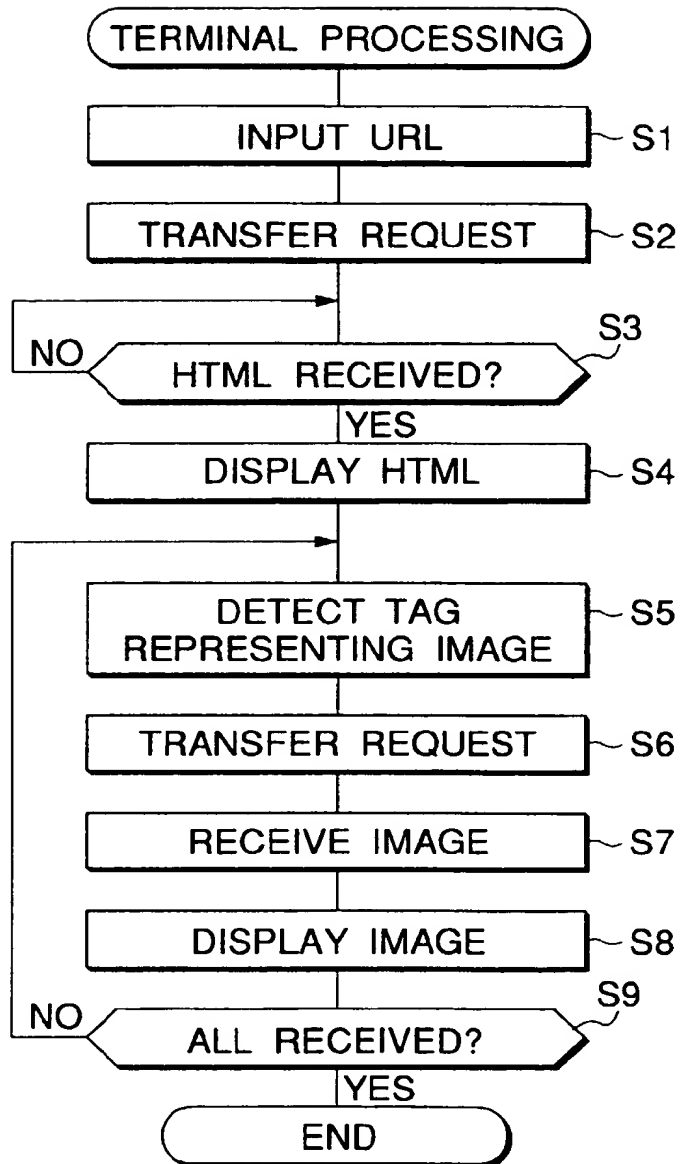 TERMINAL PROCESSING
INPUT URL
S1
TRANSFER REQUEST
S2
S3
NO
HTML RECEIVED?
YES
DISPLAY HTML
S4
DETECT TAG
REPRESENTING IMAGE
S5
TRANSFER REQUEST
S6
RECEIVE IMAGE
S7
DISPLAY IMAGE
S8
S9
NO
ALL RECEIVED?
YES
END